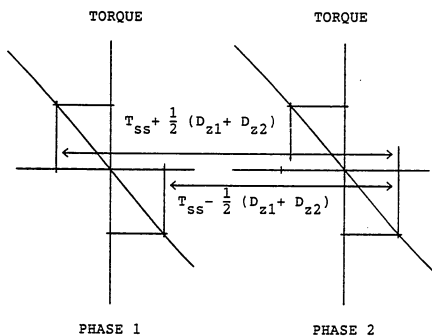 TORQUE TORQUE
T_ss + 1/2 (D_z1 + D_z2)
T_ss - 1/2 (D_z1 + D_z2)
PHASE 1 PHASE 2